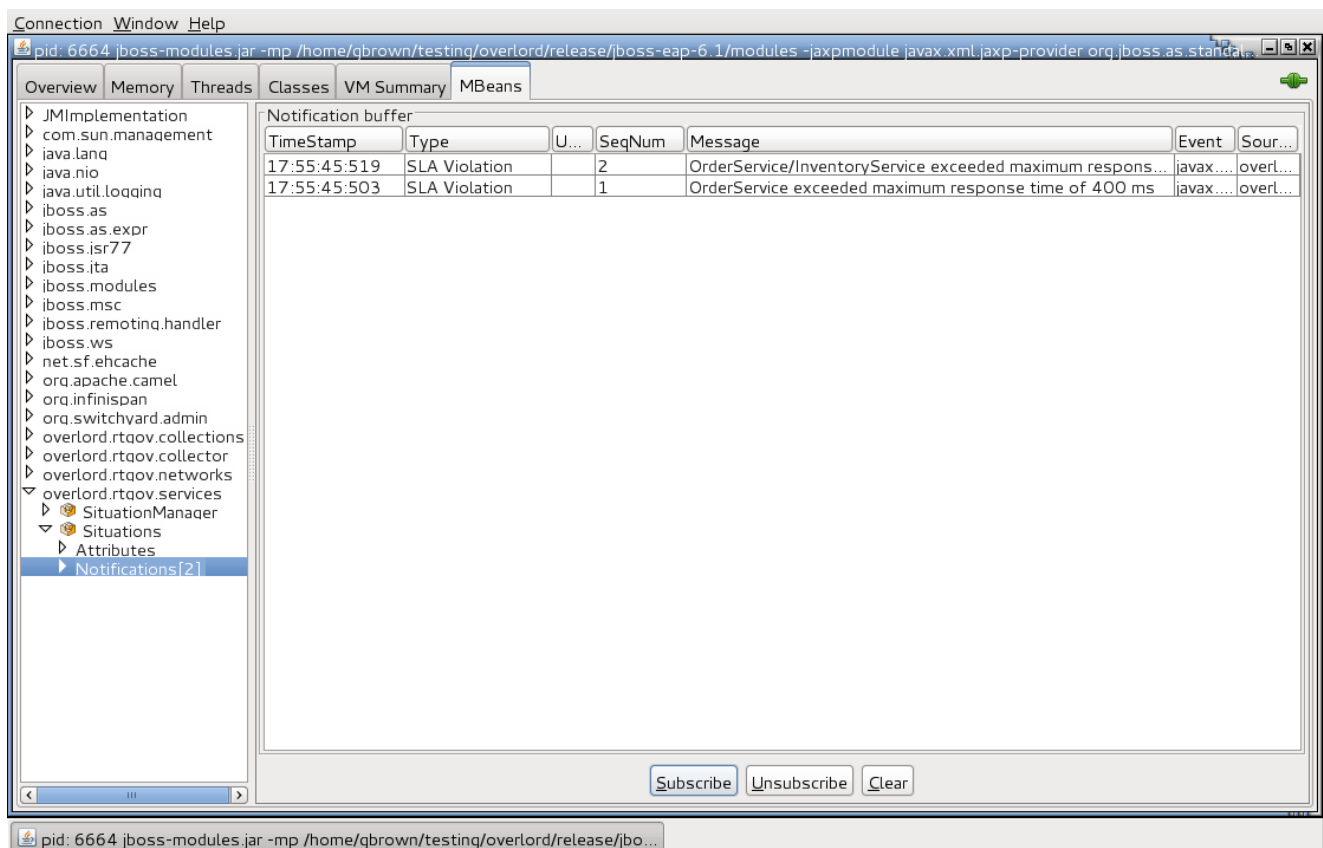 Connection Window Help
pid: 6664 jboss-modules.jar -mp /home/gbrown/testing/overlord/release/jboss-eap-6.1/modules -jaxpmodule javax.xml.jaxp-provider org.jboss.as.standal...
Overview Memory Threads Classes VM Summary MBeans
JMImplementation
com.sun.management
java.lang
java.nio
java.util.logging
jboss.as
jboss.as.expr
jboss.jsr77
jboss.jta
jboss.modules
jboss.msc
jboss.remoting.handler
jboss.ws
net.sf.ehcache
org.apache.camel
org.infinispan
org.switchyard.admin
overlord.rtgov.collections
overlord.rtgov.collector
overlord.rtgov.networks
overlord.rtgov.services
SituationManager
Situations
Attributes
Notifications[2]
Notification buffer
TimeStamp Type U... SeqNum Message Event Sour...
17:55:45:519 SLA Violation 2 OrderService/InventoryService exceeded maximum respons... javax.... overl...
17:55:45:503 SLA Violation 1 OrderService exceeded maximum response time of 400 ms javax.... overl...
Subscribe Unsubscribe Clear
pid: 6664 jboss-modules.jar -mp /home/gbrown/testing/overlord/release/jbo...